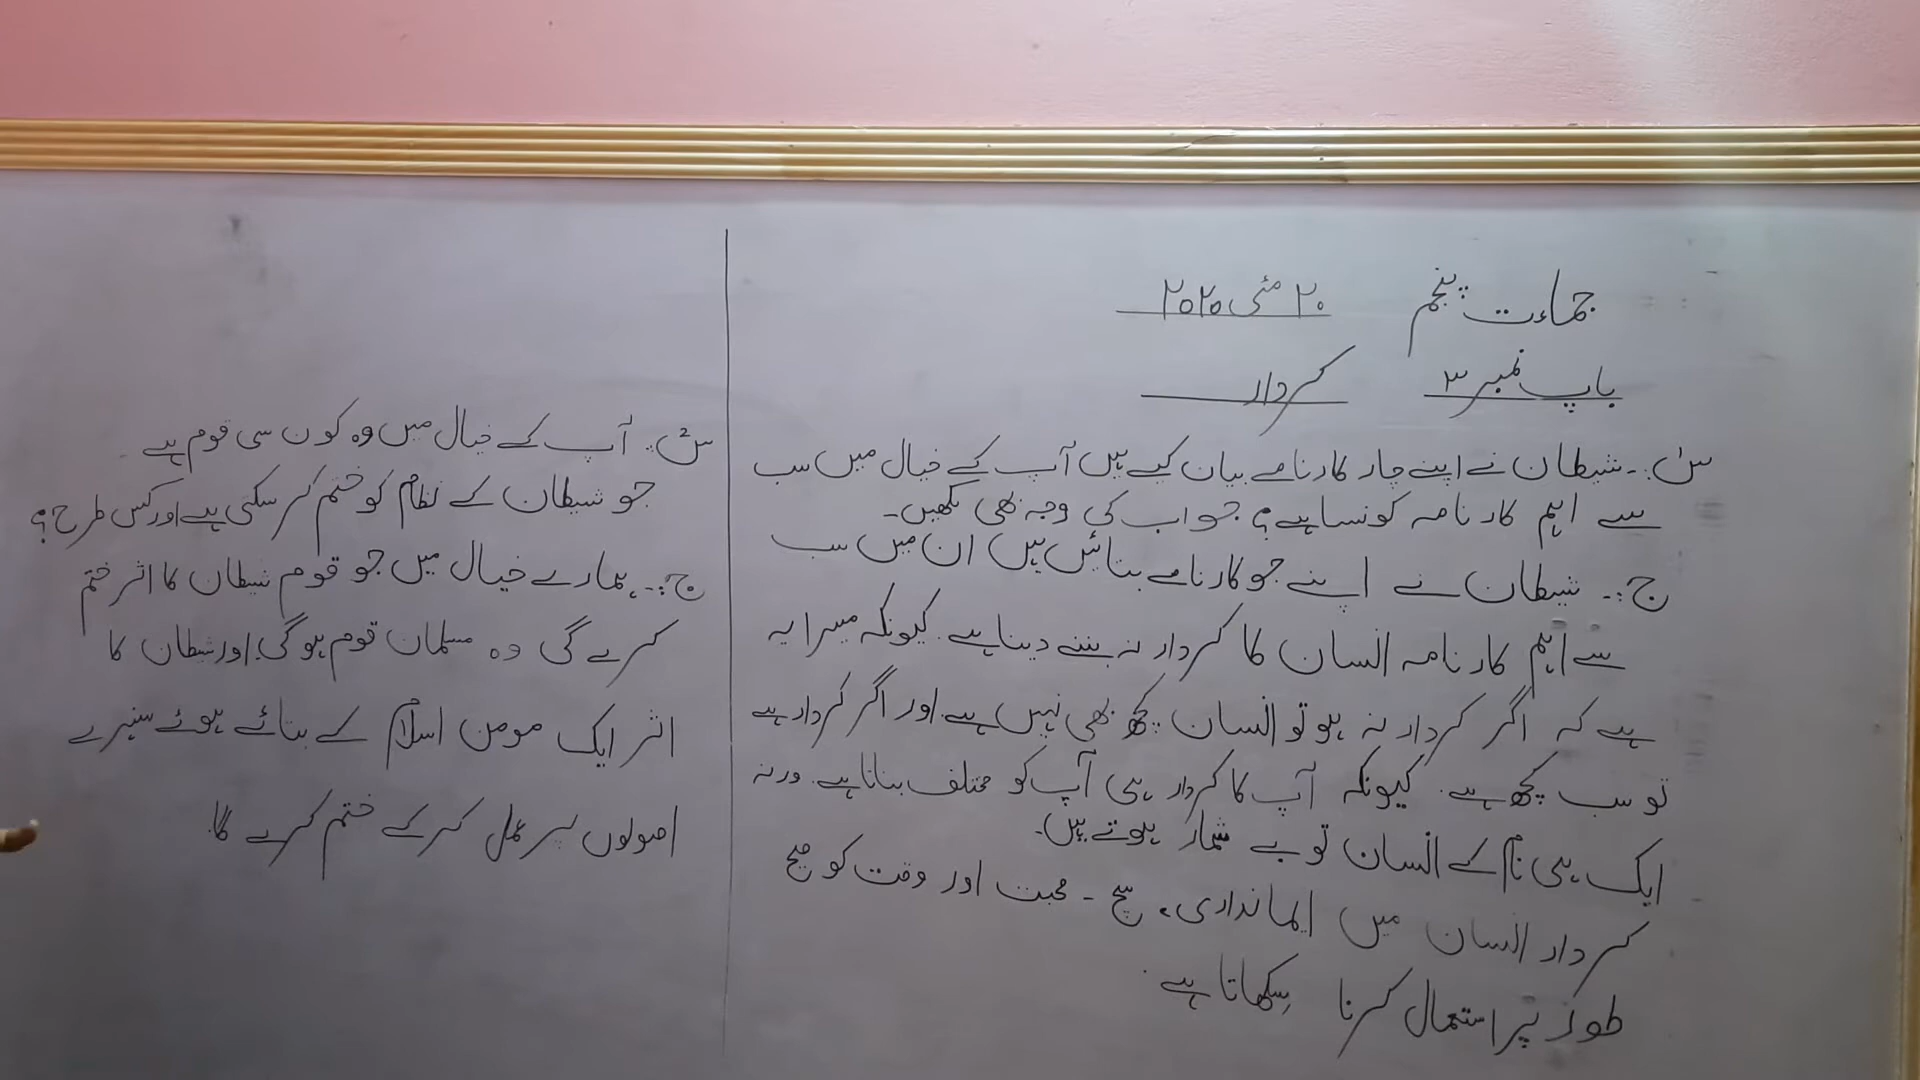 جماعت پنجم ۲۰ مئی ۲۰۲۰
باب نمبر ۳ کردار
س۱:۔ شیطان نے اپنے چار کارنامے بیان کیے ہیں آپ کے خیال میں سب
سے اہم کارنامہ کونسا ہے؟ جواب کی وجہ بھی لکھیں۔
ج:۔ شیطان نے اپنے جو کارنامے بنائیں ہیں ان میں سب
سے اہم کارنامہ انسان کا کردار نہ بننے دینا ہے کیونکہ میرا یہ
ہے کہ اگر کردار نہ ہو تو انسان کچھ بھی نہیں ہے اور اگر کردار ہے
تو سب کچھ ہے۔ کیونکہ آپ کا کردار ہی آپ کو مختلف بناتا ہے۔ ورنہ
ایک ہی نام کے انسان تو بے شمار ہوتے ہیں۔
کردار انسان میں ایمانداری، سچ ۔ محبت اور وقت کو صحیح
طور پر استعمال کرنا سِکھاتا ہے۔
س۲:۔ آپ کے خیال میں وہ کون سی قوم ہے
جو شیطان کے نظام کو ختم کر سکتی ہے اور کس طرح؟
ج:۔ ہمارے خیال میں جو قوم شیطان کا اثر ختم
کرے گی وہ مسلمان قوم ہو گی۔ اور شیطان کا
اثر ایک مومن اسلام کے بنائے ہوئے سنہرے
اصولوں پر عمل کر کے ختم کرے گا۔